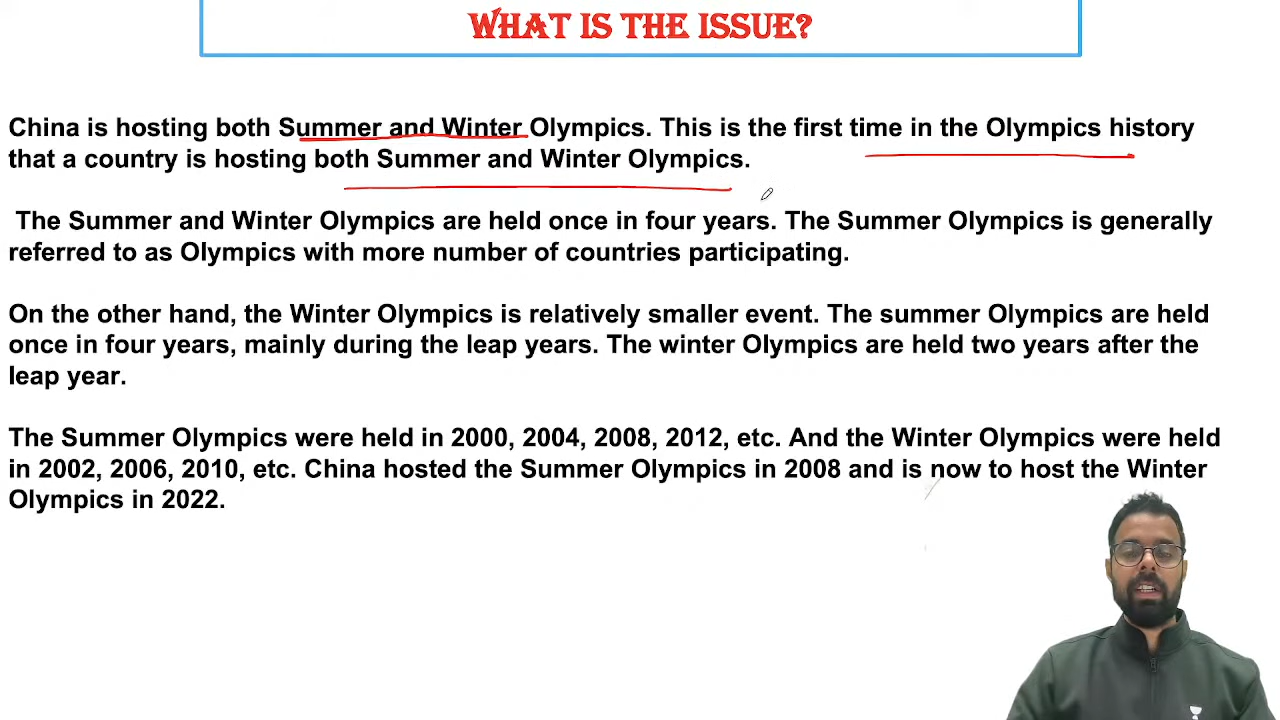 WHAT IS THE ISSUE?
China is hosting both Summer and Winter Olympics. This is the first time in the Olympics history
that a country is hosting both Summer and Winter Olympics.
The Summer and Winter Olympics are held once in four years. The Summer Olympics is generally
referred to as Olympics with more number of countries participating.
On the other hand, the Winter Olympics is relatively smaller event. The summer Olympics are held
once in four years, mainly during the leap years. The winter Olympics are held two years after the
leap year.
The Summer Olympics were held in 2000, 2004, 2008, 2012, etc. And the Winter Olympics were held
in 2002, 2006, 2010, etc. China hosted the Summer Olympics in 2008 and is now to host the Winter
Olympics in 2022.